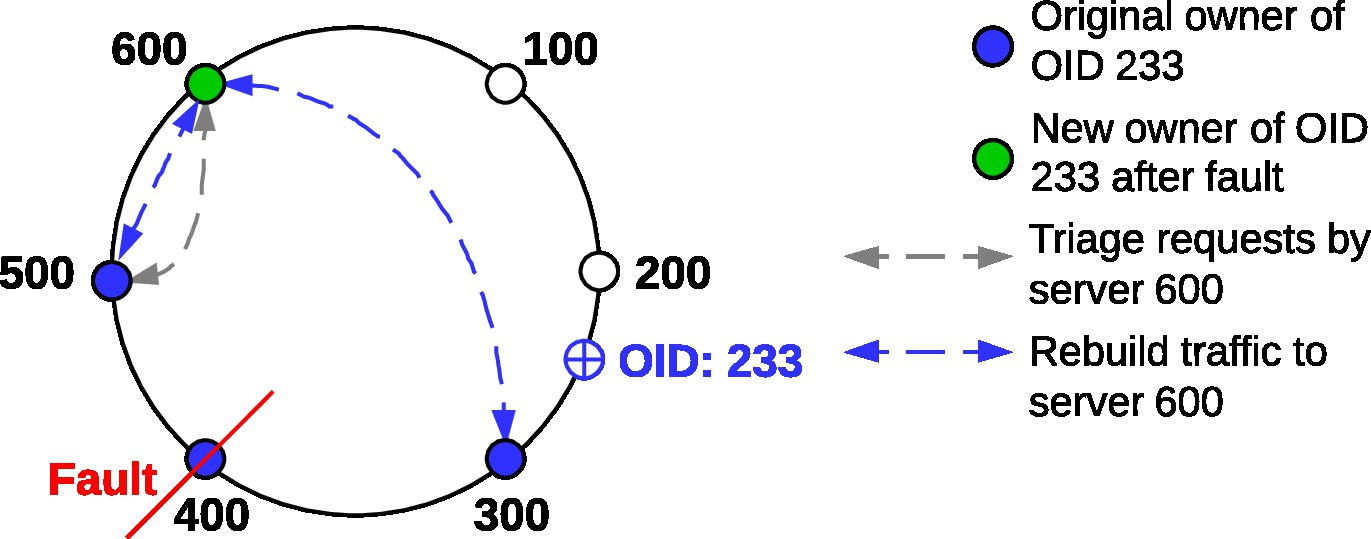 600
100
500
200
OID: 233
Fault
400
300
Original owner of
OID 233
New owner of OID
233 after fault
Triage requests by
server 600
Rebuild traffic to
server 600